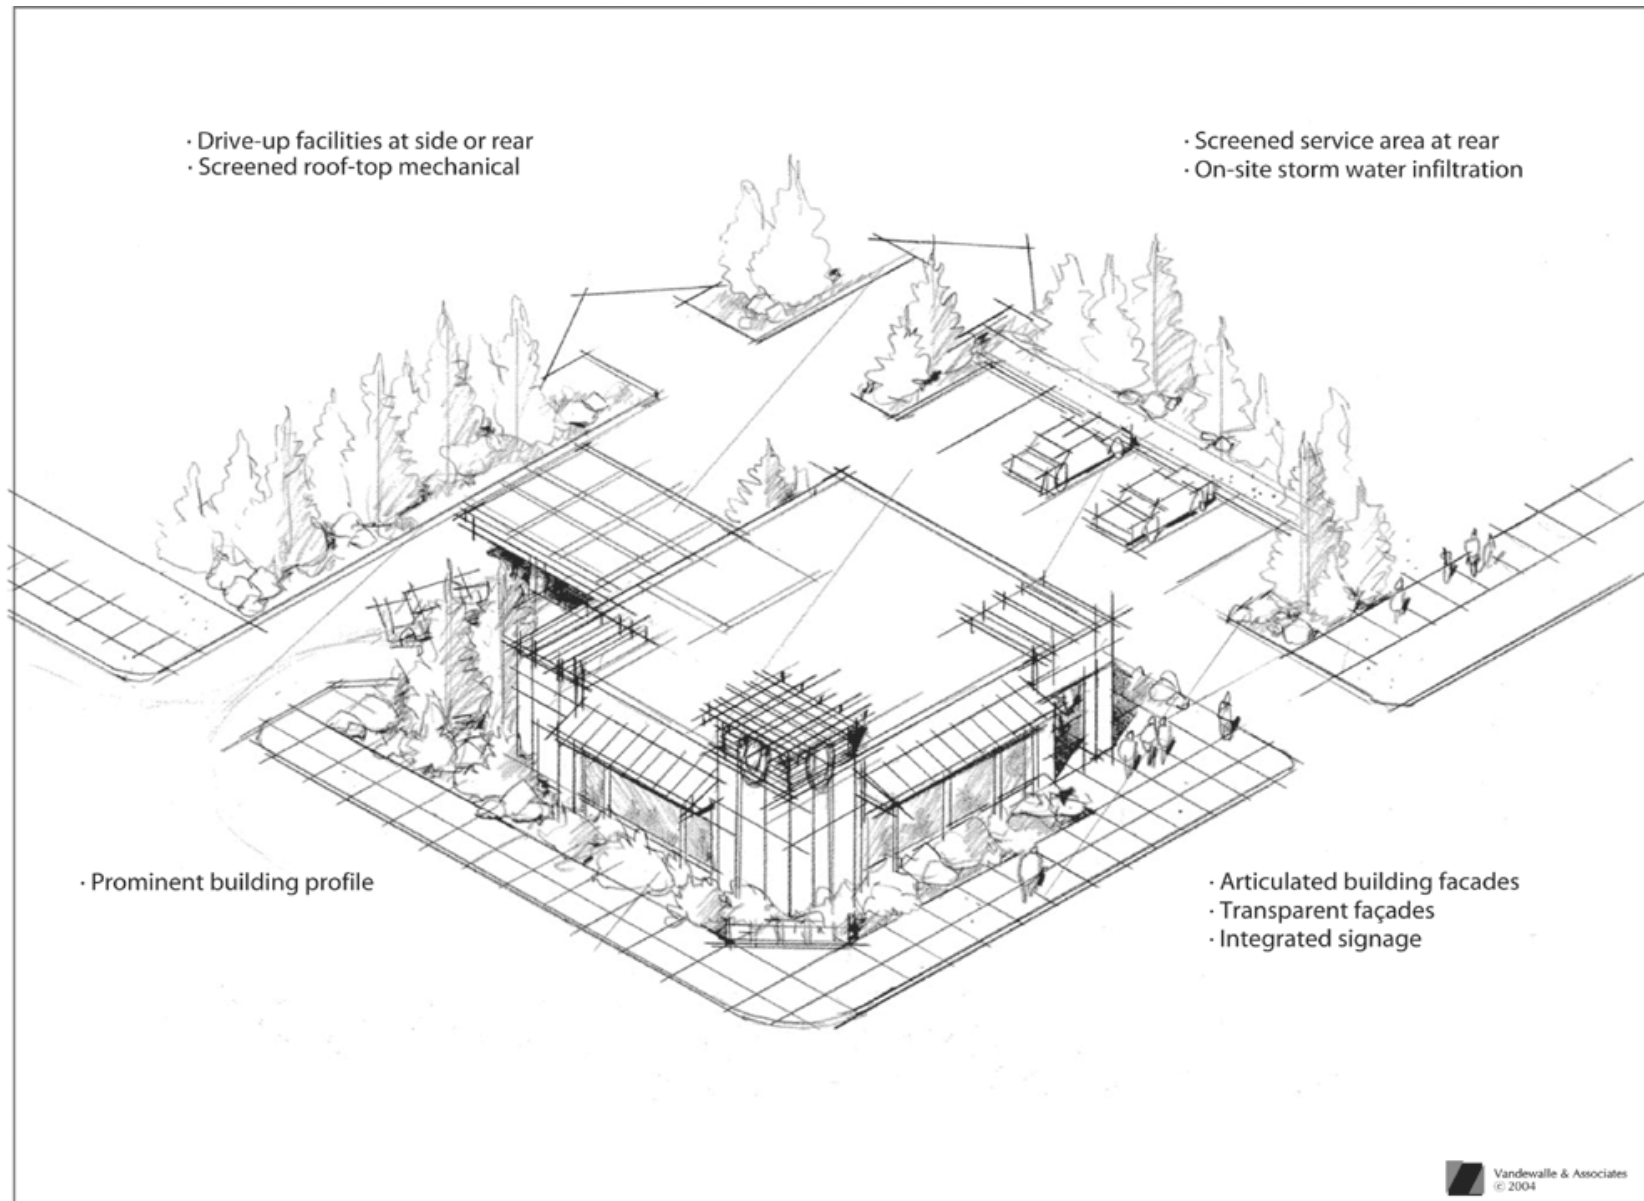 · Drive-up facilities at side or rear
· Screened roof-top mechanical
· Screened service area at rear
· On-site storm water infiltration
· Prominent building profile
· Articulated building facades
· Transparent façades
· Integrated signage
Vandewalle & Associates
© 2004